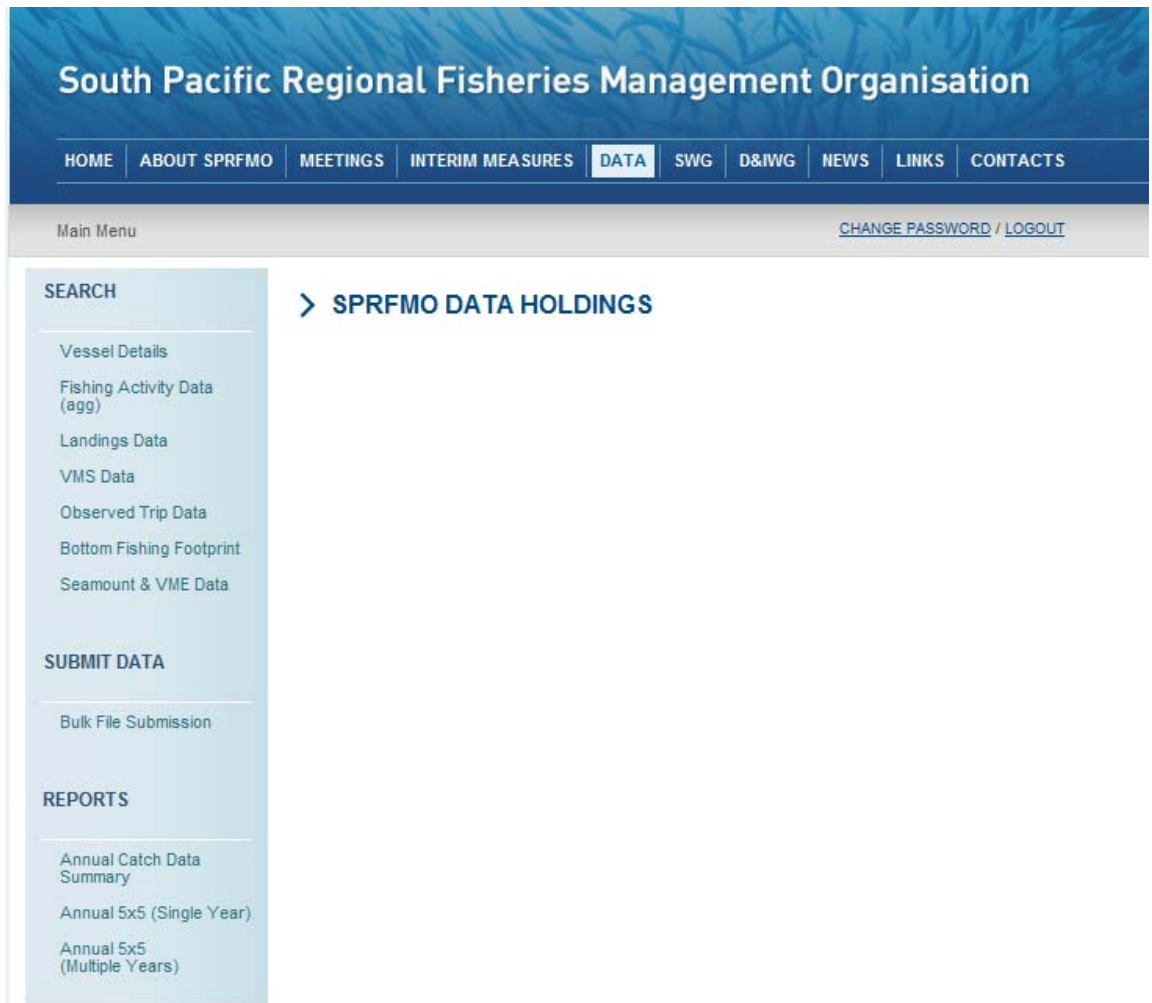 South Pacific Regional Fisheries Management Organisation
HOME ABOUT SPRFMO MEETINGS INTERIM MEASURES DATA SWG D&IWG NEWS LINKS CONTACTS
Main Menu CHANGE PASSWORD / LOGOUT
SEARCH
> SPRFMO DATA HOLDINGS
Vessel Details
Fishing Activity Data
(agg)
Landings Data
VMS Data
Observed Trip Data
Bottom Fishing Footprint
Seamount & VME Data
SUBMIT DATA
Bulk File Submission
REPORTS
Annual Catch Data
Summary
Annual 5x5 (Single Year)
Annual 5x5
(Multiple Years)